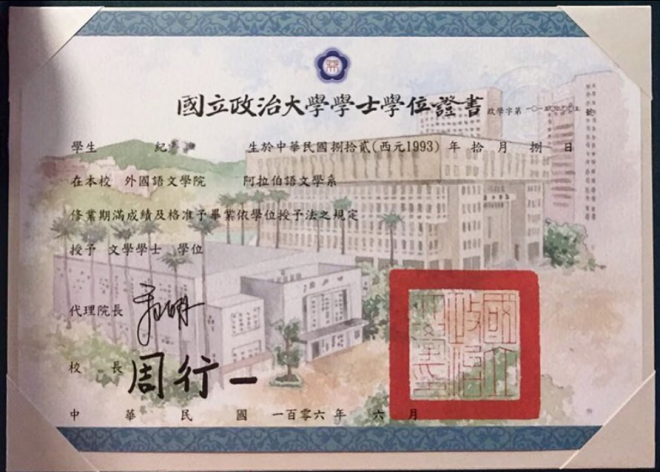 國立政治大學學士學位證書 政學字第 號
學生 紀 生於中華民國捌拾貳(西元1993) 年 拾 月 捌 日
在本校 外國語文學院 阿拉伯語文學系
修業期滿成績及格准予畢業依學位授予法之規定
授予 文學學士 學位
代理院長
校 長 周行一
中 華 民 國 一百零六 年 六 月